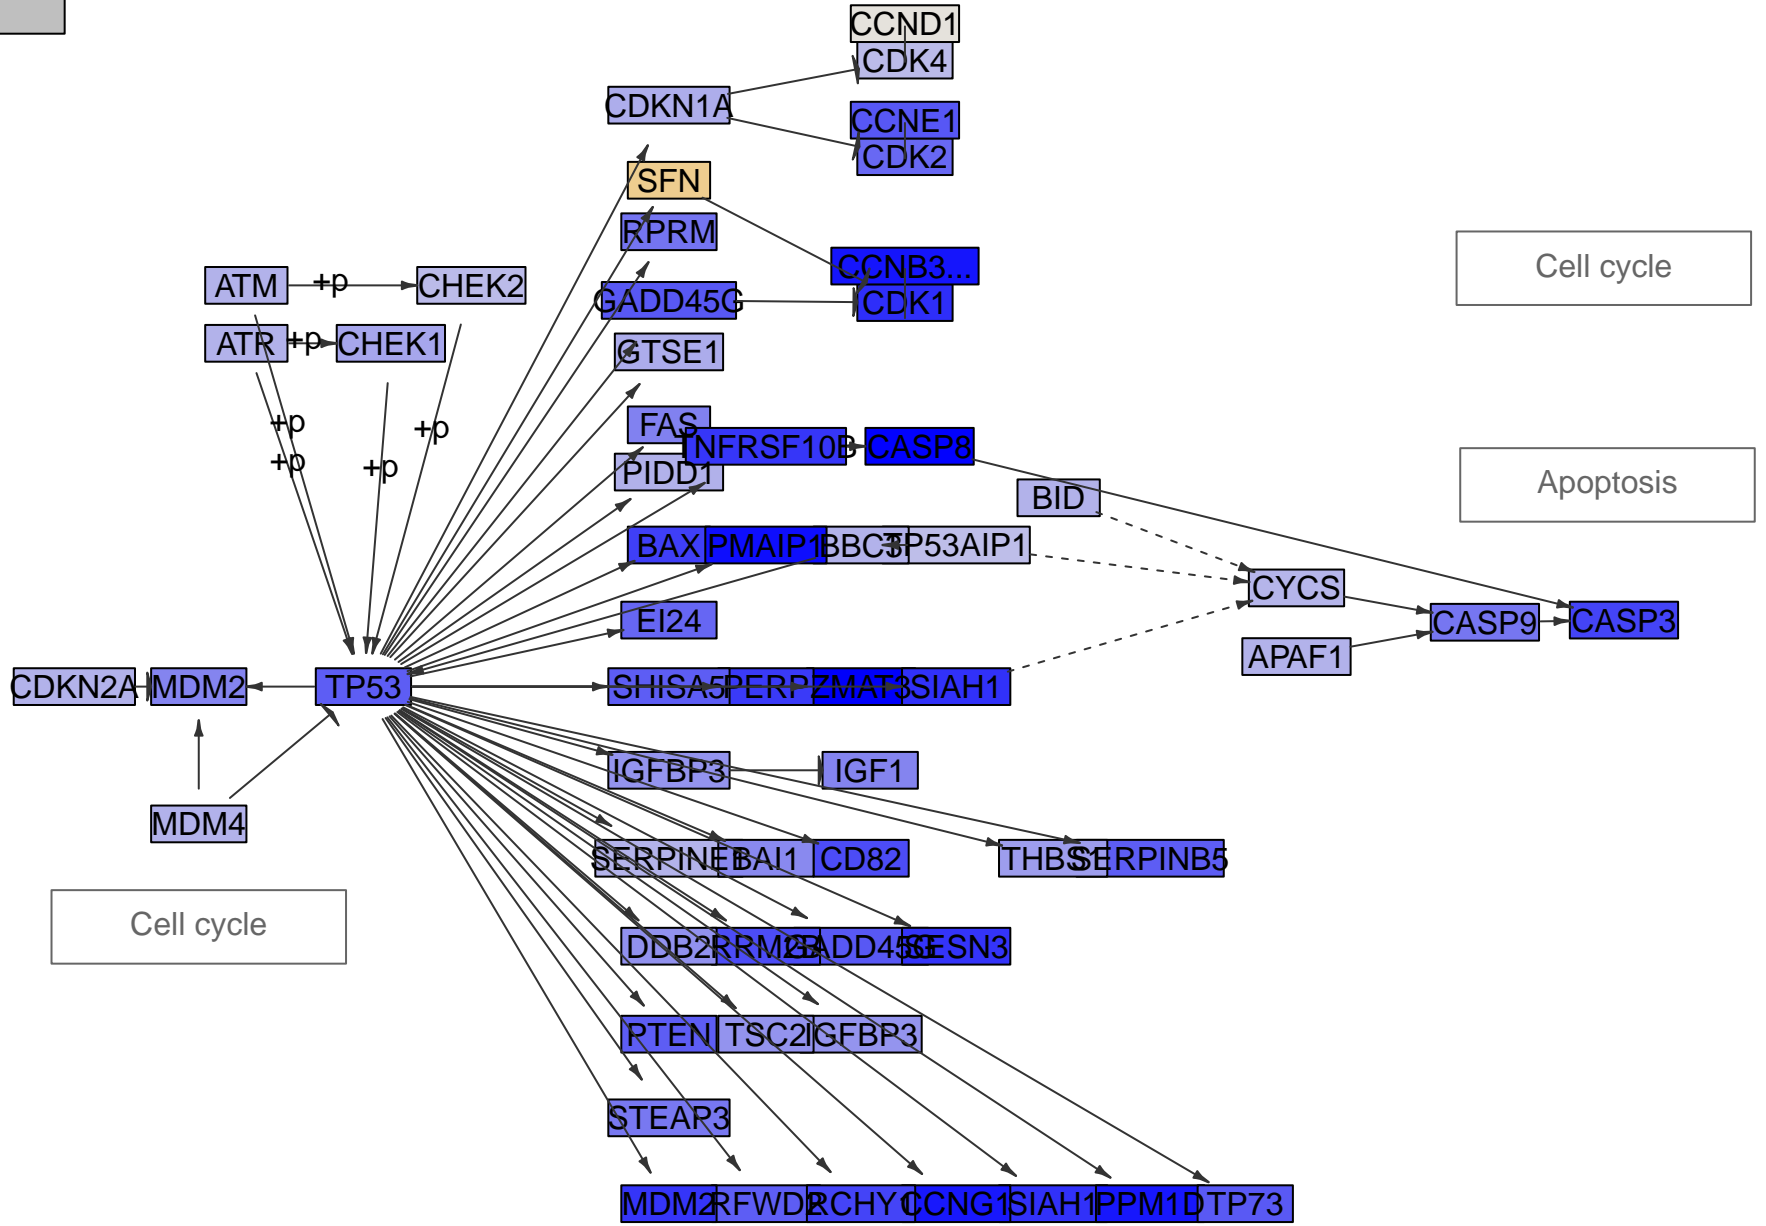 CCND1
CDK4
CDKN1A
CCNE1
CDK2
SFN
RPRM
CCNB3...
Cell cycle
ATM
+p
CHEK2
GADD45G
CDK1
ATR
+p
CHEK1
GTSE1
FAS
+p
+p
TNFRSF10B
CASP8
+p
+p
PIDD1
Apoptosis
BID
BAX
PMAIP1
BBC3
TP53AIP1
CYCS
EI24
CASP9
CASP3
APAF1
CDKN2A
MDM2
TP53
SHISA5
PERP
ZMAT3
SIAH1
IGFBP3
IGF1
MDM4
SERPINE1
BAI1
CD82
THBS1
SERPINB5
Cell cycle
DDB2
RRM2B
GADD45G
SESN3
PTEN
TSC2
IGFBP3
STEAP3
MDM2
RFWD2
RCHY1
CCNG1
SIAH1
PPM1D
TP73